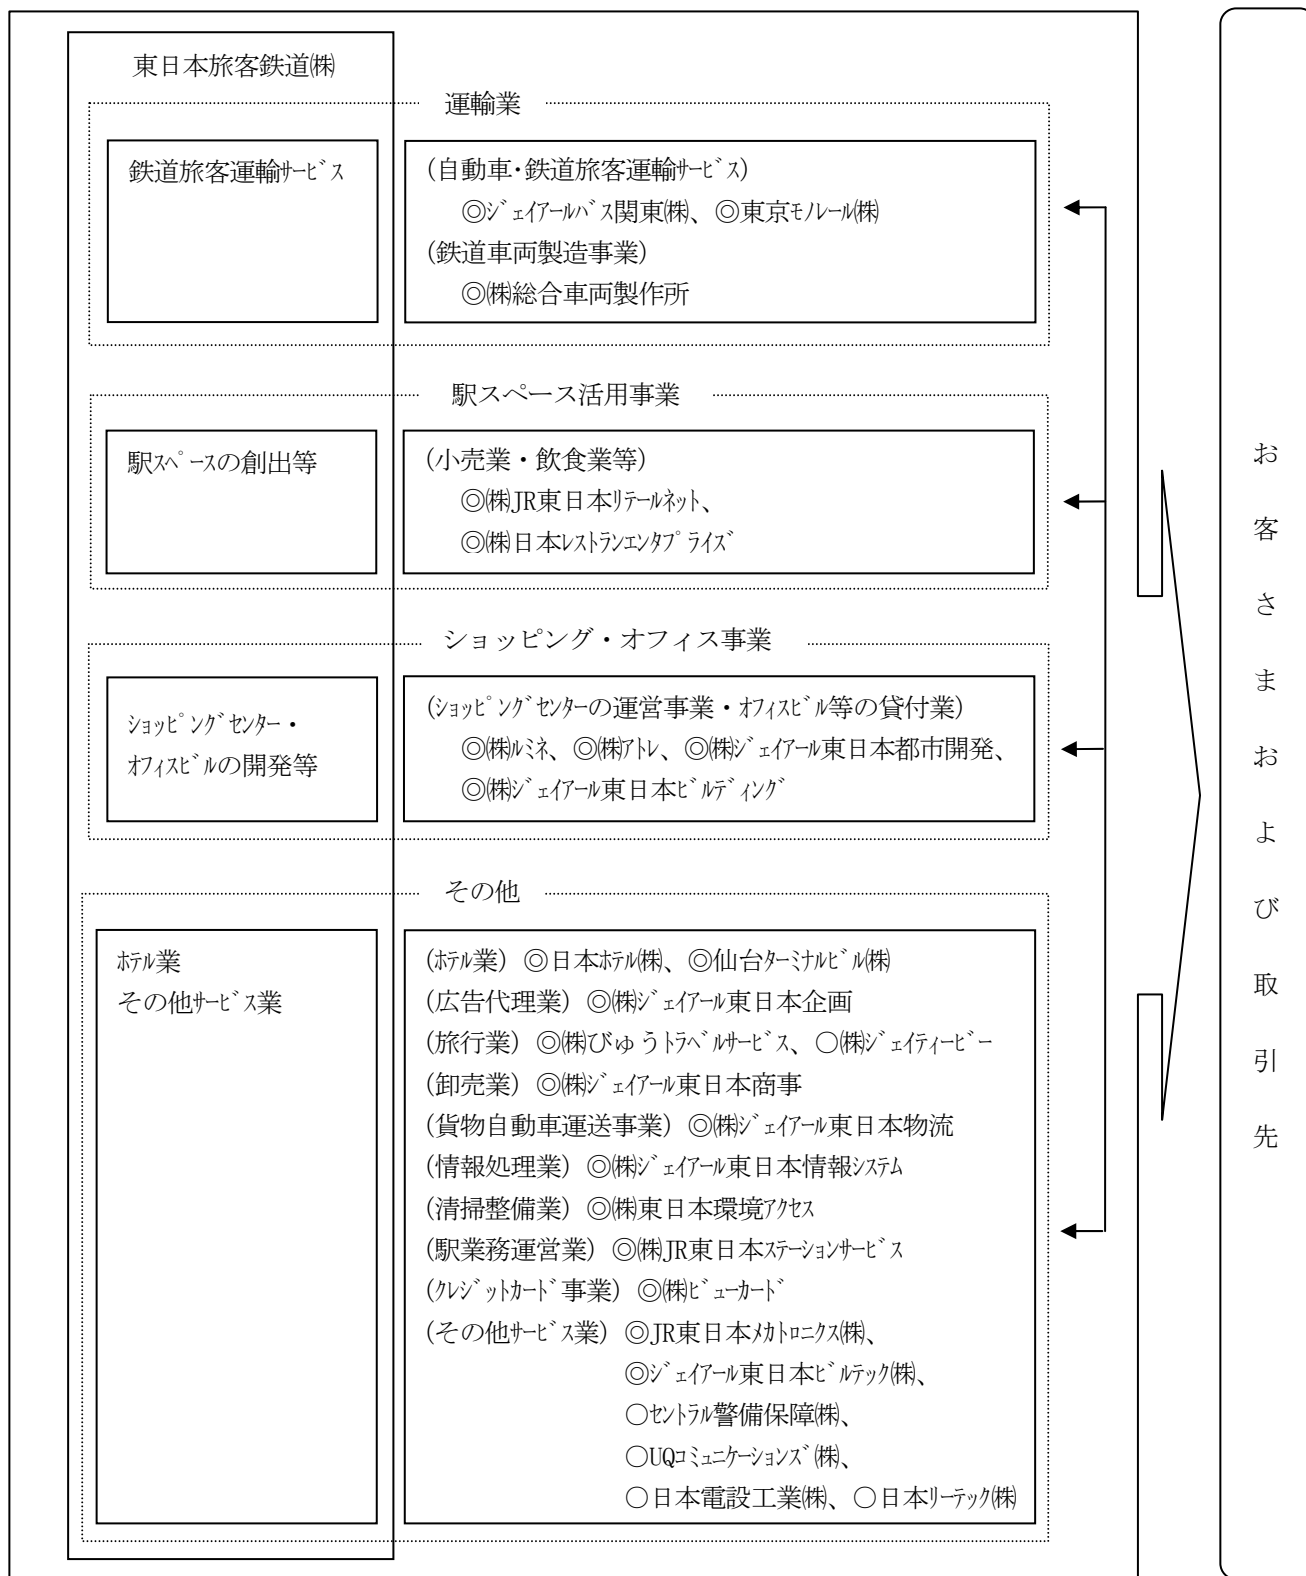 東日本旅客鉄道㈱
運輸業
鉄道旅客運輸ｻｰﾋﾞｽ
(自動車・鉄道旅客運輸ｻｰﾋﾞｽ)
◎ｼﾞｪｲｱｰﾙﾊﾞｽ関東㈱、◎東京ﾓﾉﾚｰﾙ㈱
(鉄道車両製造事業)
◎㈱総合車両製作所
駅スペース活用事業
駅ｽﾍﾟｰｽの創出等
(小売業・飲食業等)
◎㈱JR東日本ﾘﾃｰﾙﾈｯﾄ、
◎㈱日本ﾚｽﾄﾗﾝｴﾝﾀﾌﾟﾗｲｽﾞ
ショッピング・オフィス事業
ｼｮｯﾋﾟﾝｸﾞｾﾝﾀｰ・
ｵﾌｨｽﾋﾞﾙの開発等
(ｼｮｯﾋﾟﾝｸﾞｾﾝﾀｰの運営事業・ｵﾌｨｽﾋﾞﾙ等の貸付業)
◎㈱ﾙﾐﾈ、◎㈱ｱﾄﾚ、◎㈱ｼﾞｪｲｱｰﾙ東日本都市開発、
◎㈱ｼﾞｪｲｱｰﾙ東日本ﾋﾞﾙﾃﾞｨﾝｸﾞ
その他
ﾎﾃﾙ業
その他ｻｰﾋﾞｽ業
(ﾎﾃﾙ業) ◎日本ﾎﾃﾙ㈱、◎仙台ﾀｰﾐﾅﾙﾋﾞﾙ㈱
(広告代理業) ◎㈱ｼﾞｪｲｱｰﾙ東日本企画
(旅行業) ◎㈱びゅうﾄﾗﾍﾞﾙｻｰﾋﾞｽ、○㈱ｼﾞｪｲﾃｨｰﾋﾞｰ
(卸売業) ◎㈱ｼﾞｪｲｱｰﾙ東日本商事
(貨物自動車運送事業) ◎㈱ｼﾞｪｲｱｰﾙ東日本物流
(情報処理業) ◎㈱ｼﾞｪｲｱｰﾙ東日本情報ｼｽﾃﾑ
(清掃整備業) ◎㈱東日本環境ｱｸｾｽ
(駅業務運営業) ◎㈱JR東日本ｽﾃｰｼｮﾝｻｰﾋﾞｽ
(ｸﾚｼﾞｯﾄｶｰﾄﾞ事業) ◎㈱ﾋﾞｭｰｶｰﾄﾞ
(その他ｻｰﾋﾞｽ業) ◎JR東日本ﾒｶﾄﾛﾆｸｽ㈱、
◎ｼﾞｪｲｱｰﾙ東日本ﾋﾞﾙﾃｯｸ㈱、
○ｾﾝﾄﾗﾙ警備保障㈱、
○UQｺﾐｭﾆｹｰｼｮﾝｽﾞ㈱、
○日本電設工業㈱、○日本ﾘｰﾃｯｸ㈱
お客さまおよび取引先